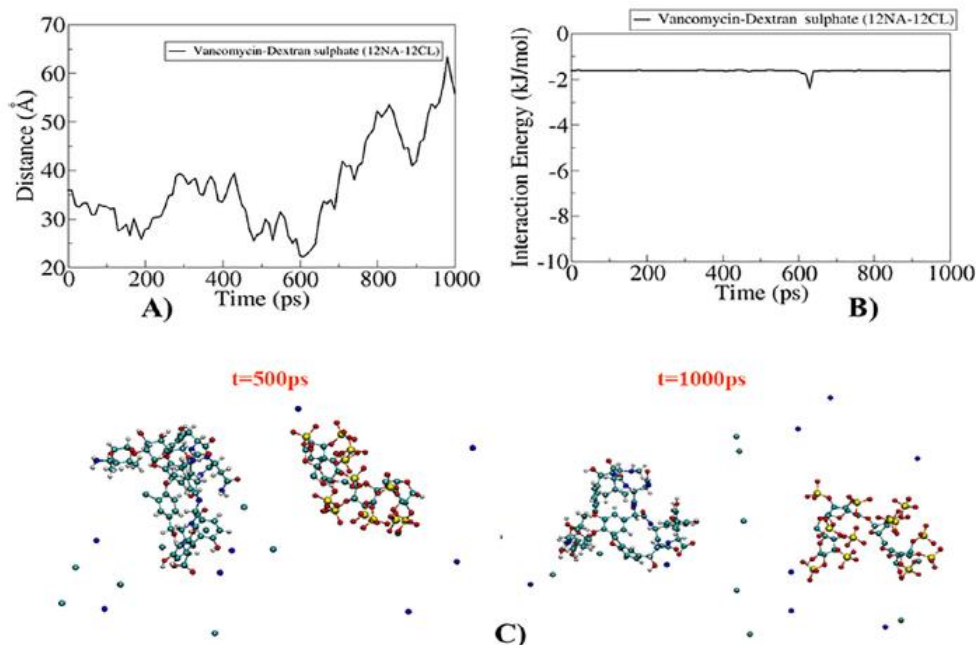 Vancomycin-Dextran sulphate (12NA-12CL)
70
60
50
40
30
20
Distance (Å)
0 200 400 600 800 1000
Time (ps)
A)
Vancomycin-Dextran sulphate (12NA-12CL)
0
-2
-4
-6
-8
-10
Interaction Energy (kJ/mol)
0 200 400 600 800 1000
Time (ps)
B)
t=500ps
t=1000ps
C)